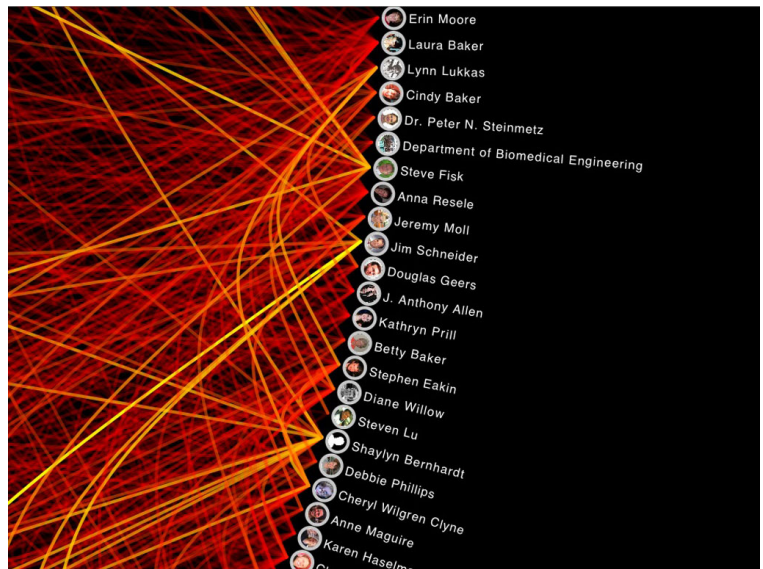 Erin Moore
Laura Baker
Lynn Lukkas
Cindy Baker
Dr. Peter N. Steinmetz
Department of Biomedical Engineering
Steve Fisk
Anna Resele
Jeremy Moll
Jim Schneider
Douglas Geers
J. Anthony Allen
Kathryn Prill
Betty Baker
Stephen Eakin
Diane Willow
Steven Lu
Shaylyn Bernhardt
Debbie Phillips
Cheryl Wilgren Clyne
Anne Maguire
Karen